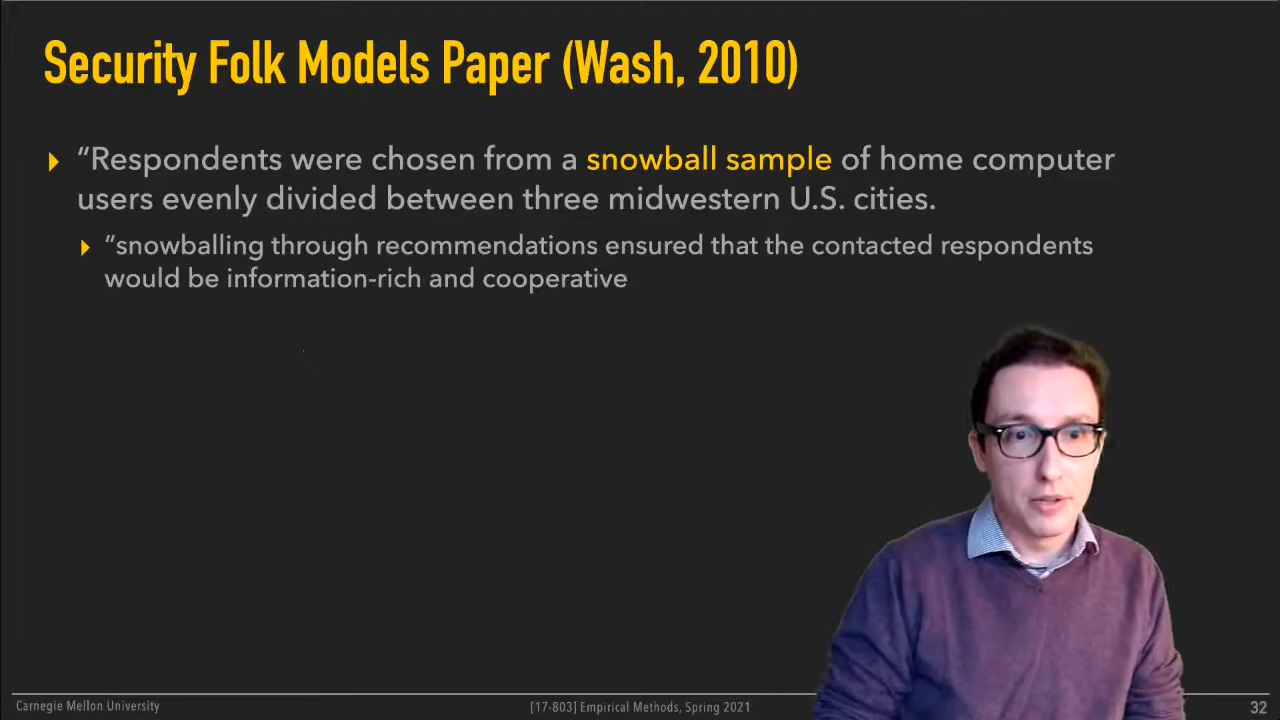 Security Folk Models Paper (Wash, 2010)
“Respondents were chosen from a snowball sample of home computer
users evenly divided between three midwestern U.S. cities.
“snowballing through recommendations ensured that the contacted respondents
would be information-rich and cooperative
Carnegie Mellon University
[17-803] Empirical Methods, Spring 2021
32